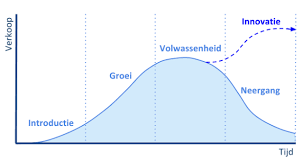 Verkoop
Innovatie
Volwassenheid
Groei
Neergang
Introductie
Tijd